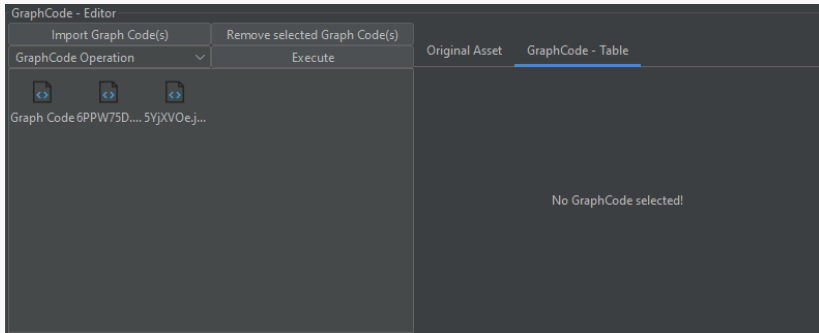 GraphCode - Editor
Import Graph Code(s) Remove selected Graph Code(s)
GraphCode Operation Execute
Original Asset GraphCode - Table
Graph Code 6PPW75D.... 5YjXVOe.j...
No GraphCode selected!